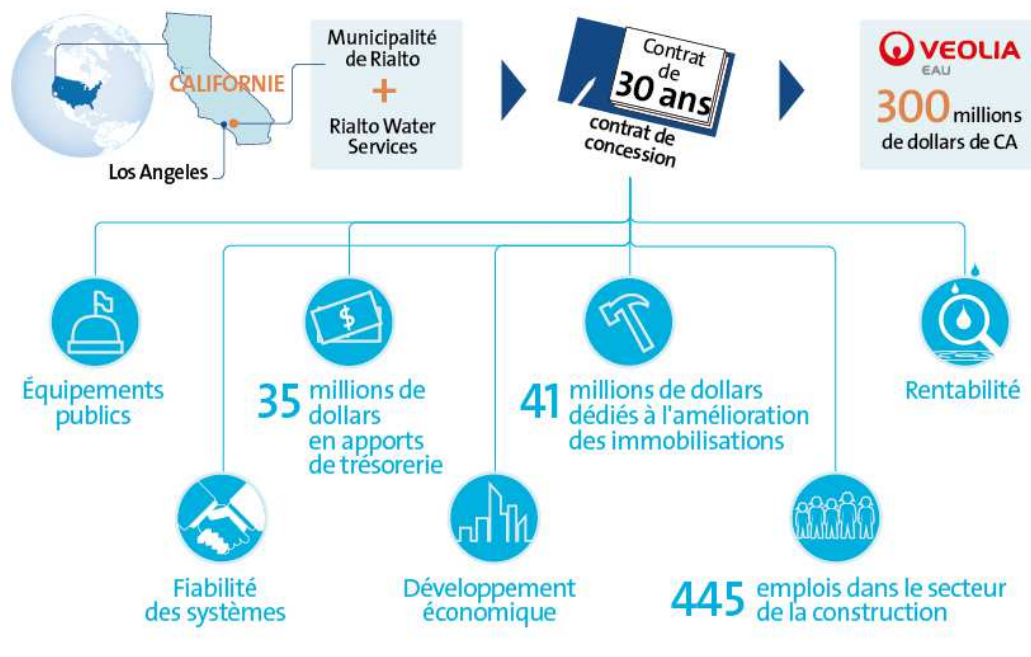 CALIFORNIE
Los Angeles
Municipalité
de Rialto
+
Rialto Water
Services
Contrat
de
30 ans
contrat de
concession
VEOLIA
EAU
300 millions
de dollars de CA
Équipements
publics
$
35 millions de
dollars
en apports
de trésorerie
41 millions de dollars
dédiés à l'amélioration
des immobilisations
Rentabilité
Fiabilité
des systèmes
Développement
économique
445 emplois dans le secteur
de la construction